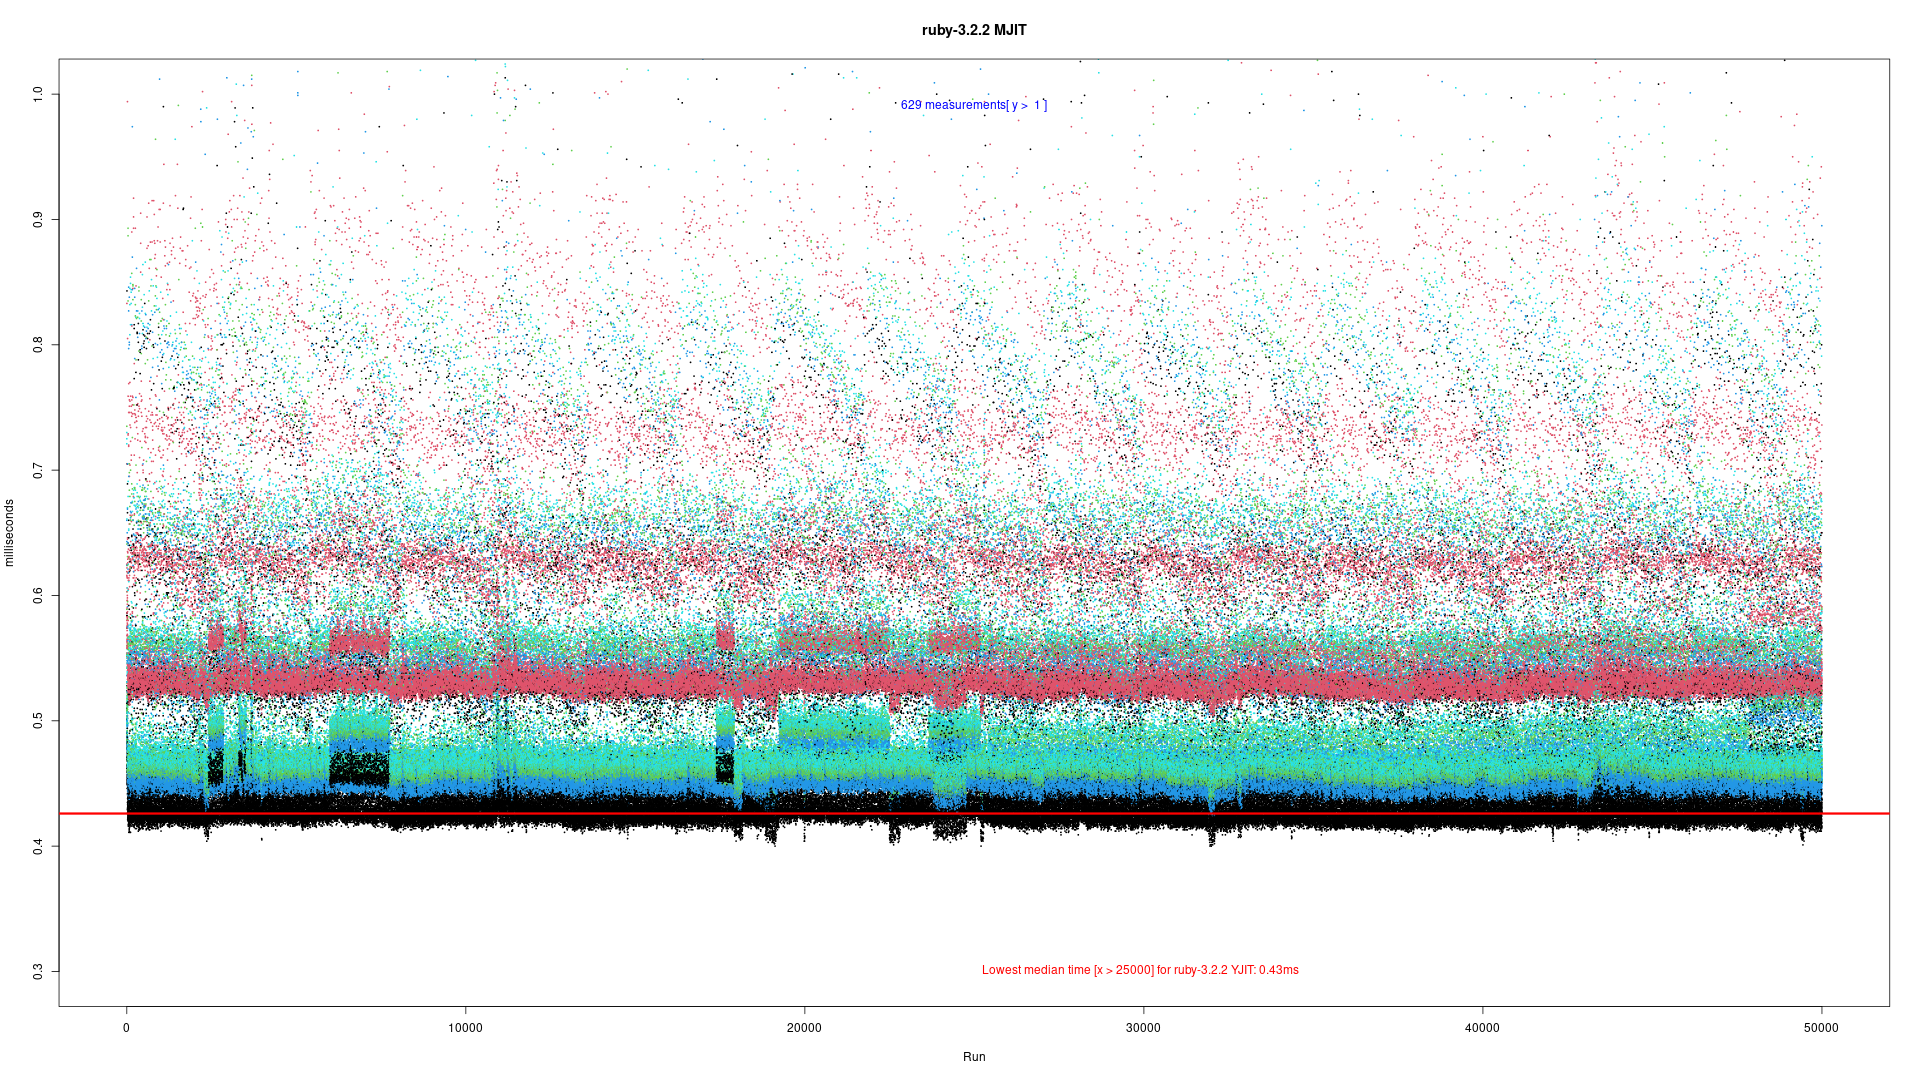 ruby-3.2.2 MJIT
629 measurements[ y > 1 ]
milliseconds
1.0
0.9
0.8
0.7
0.6
0.5
0.4
0.3
Lowest median time [x > 25000] for ruby-3.2.2 YJIT: 0.43ms
0 10000 20000 30000 40000 50000
Run